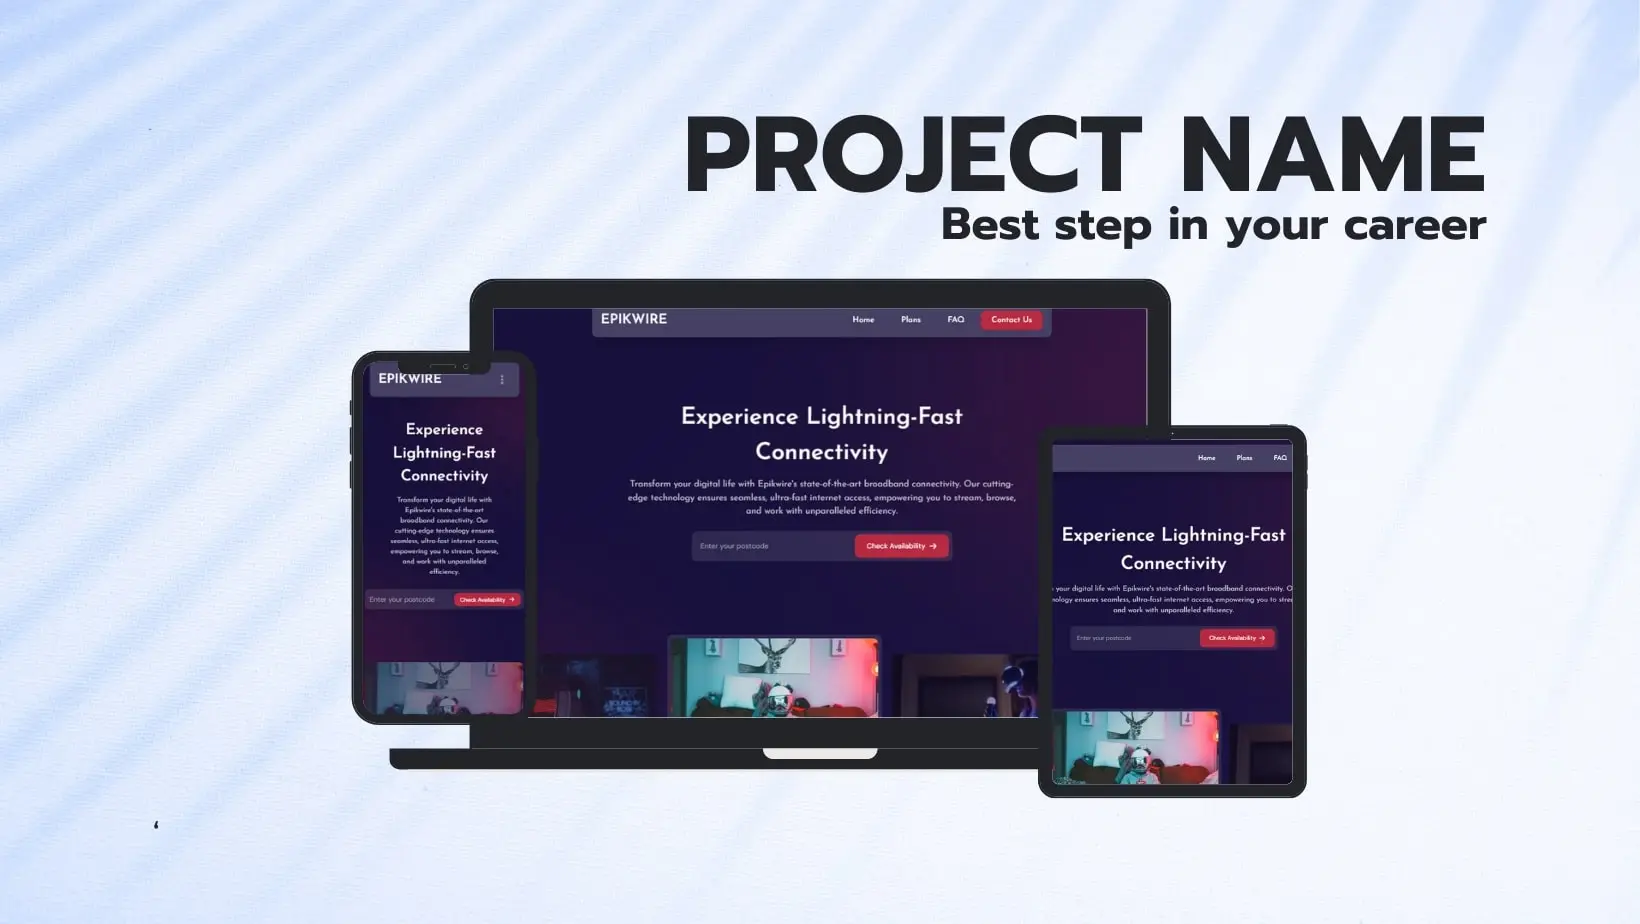 PROJECT NAME
Best step in your career
EPIKWIRE
Home Plans FAQ Contact Us
Experience Lightning-Fast
Connectivity
Transform your digital life with Epikwire's state-of-the-art broadband connectivity. Our cutting-
edge technology ensures seamless, ultra-fast internet access, empowering you to stream, browse,
and work with unparalleled efficiency.
Enter your postcode Check Availability →
EPIKWIRE
Experience
Lightning-Fast
Connectivity
Transform your digital life with
Epikwire's state-of-the-art
broadband connectivity. Our
cutting-edge technology ensures
seamless, ultra-fast internet access,
empowering you to stream, browse,
and work with unparalleled
efficiency.
Enter your postcode Check Availability →
Home Plans FAQ
Experience Lightning-Fast
Connectivity
your digital life with Epikwire's state-of-the-art broadband connectivity. O
nology ensures seamless, ultra-fast internet access, empowering you to strea
and work with unparalleled efficiency.
Enter your postcode Check Availability →
‘